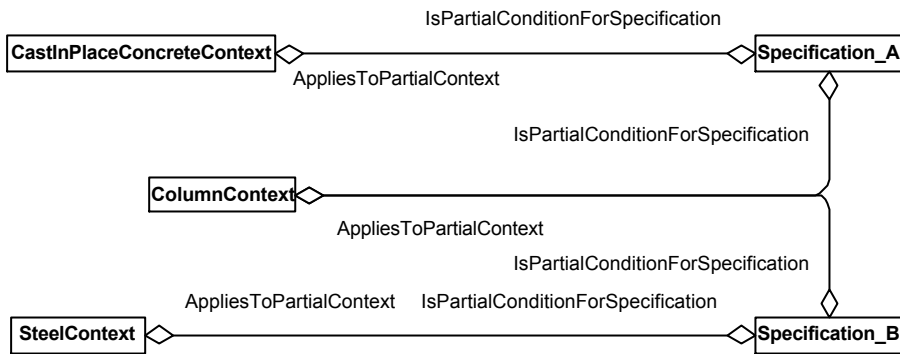 IsPartialConditionForSpecification
CastInPlaceConcreteContext
Specification_A
AppliesToPartialContext
IsPartialConditionForSpecification
ColumnContext
AppliesToPartialContext
IsPartialConditionForSpecification
AppliesToPartialContext IsPartialConditionForSpecification
SteelContext
Specification_B